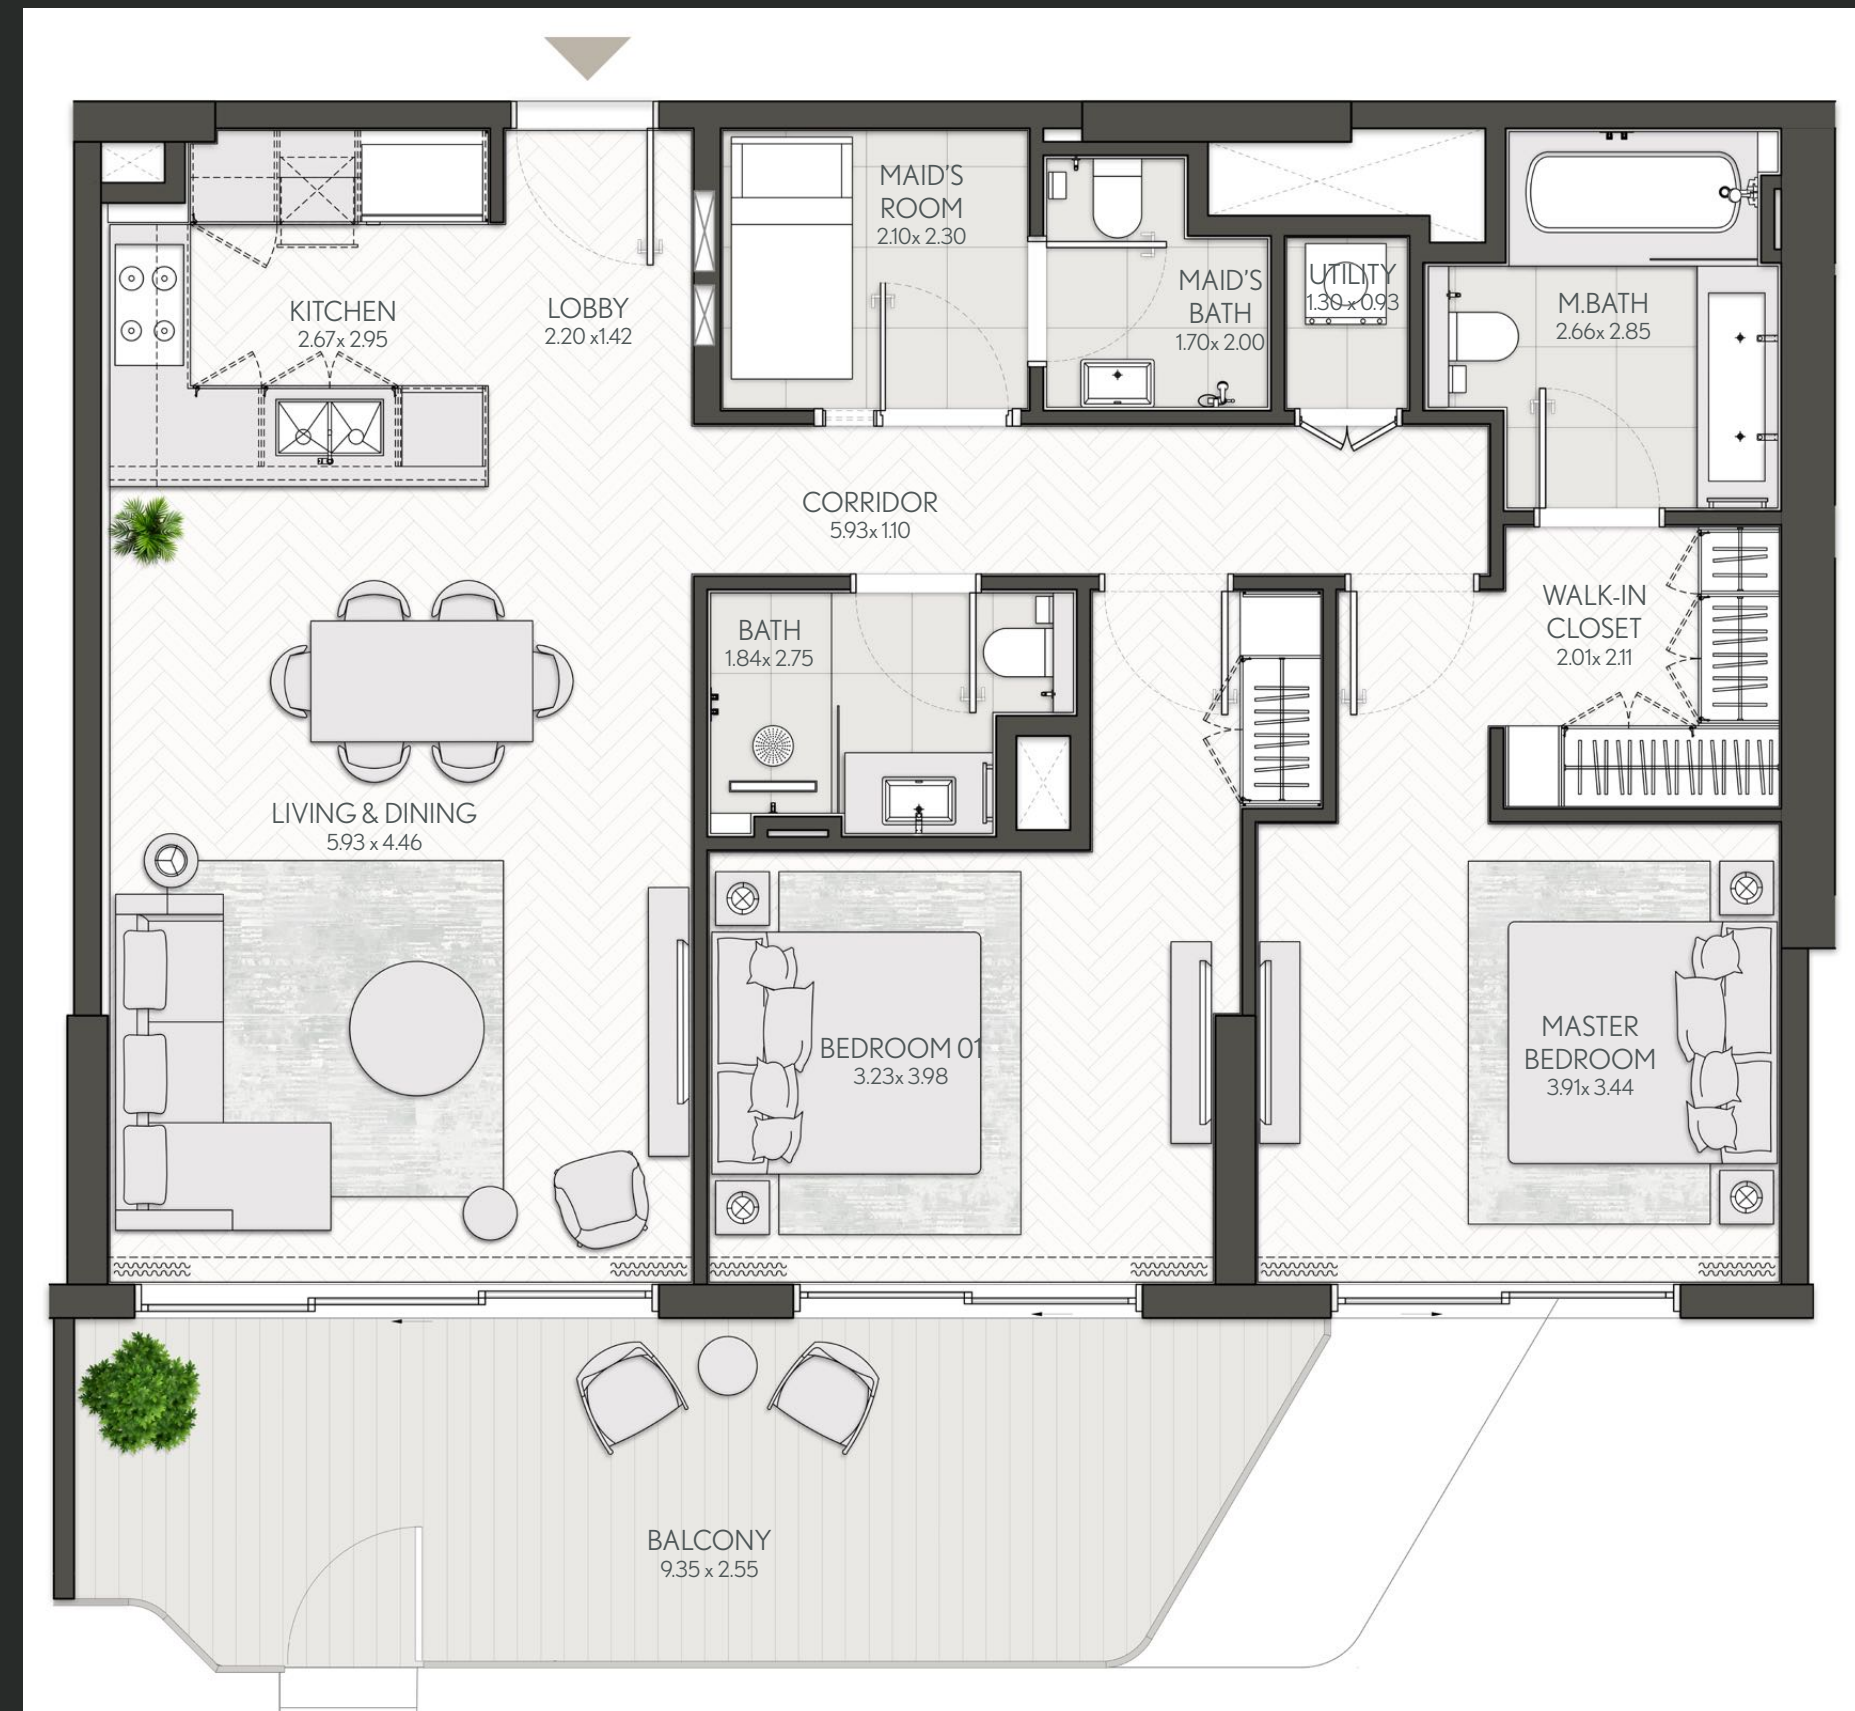 MAID'S
ROOM
2.10x 2.30
KITCHEN
2.67x 2.95
LOBBY
2.20 x1.42
MAID'S
BATH
1.70x 2.00
UTILITY
1.30 x 0.93
M.BATH
2.66x 2.85
CORRIDOR
5.93x 1.10
BATH
1.84x 2.75
WALK-IN
CLOSET
2.01x 2.11
LIVING & DINING
5.93 x 4.46
BEDROOM 01
3.23x 3.98
MASTER
BEDROOM
3.91x 3.44
BALCONY
9.35 x 2.55